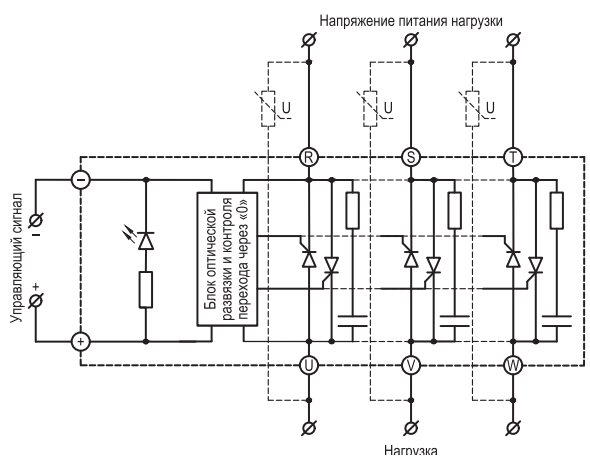 Напряжение питания нагрузки
U
U
U
R
S
T
−
Управляющий сигнал
−
+
Блок оптической
развязки и контроля
перехода через «0»
+
U
V
W
Нагрузка